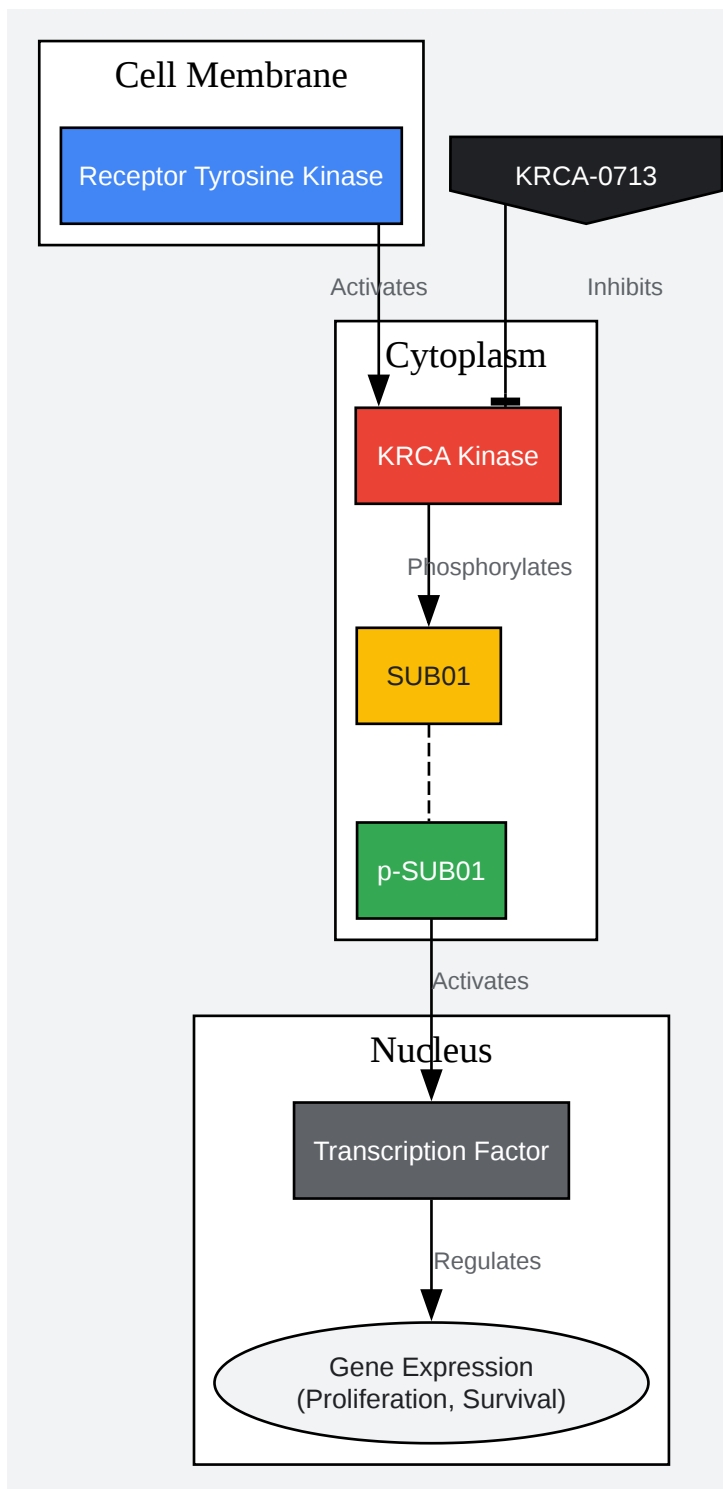 Cell Membrane
Receptor Tyrosine Kinase
KRCA-0713
Activates
Inhibits
Cytoplasm
KRCA Kinase
Phosphorylates
SUB01
p-SUB01
Activates
Nucleus
Transcription Factor
Regulates
Gene Expression
(Proliferation, Survival)